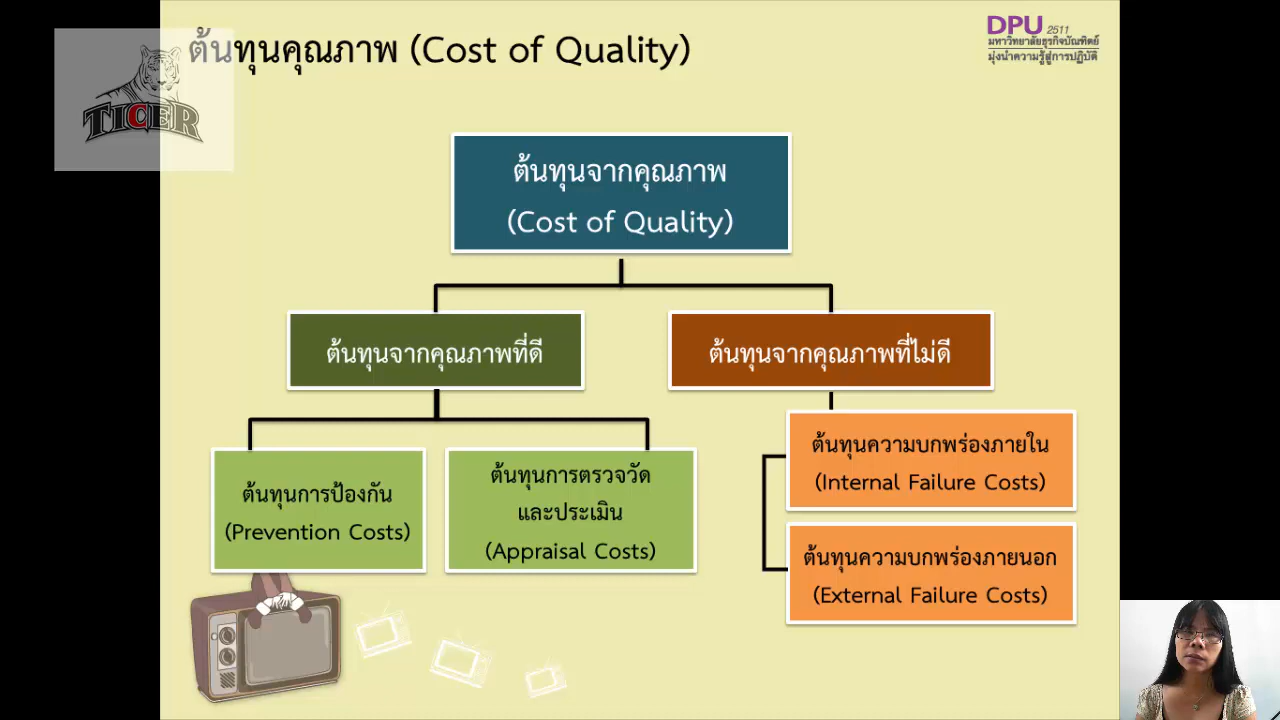 ต้นทุนคุณภาพ (Cost of Quality)
DPU 2511
มหาวิทยาลัยธุรกิจบัณฑิตย์
มุ่งนำความรู้สู่การปฏิบัติ
TICER
ต้นทุนจากคุณภาพ
(Cost of Quality)
ต้นทุนจากคุณภาพที่ดี
ต้นทุนจากคุณภาพที่ไม่ดี
ต้นทุนการป้องกัน
(Prevention Costs)
ต้นทุนการตรวจวัด
และประเมิน
(Appraisal Costs)
ต้นทุนความบกพร่องภายใน
(Internal Failure Costs)
ต้นทุนความบกพร่องภายนอก
(External Failure Costs)